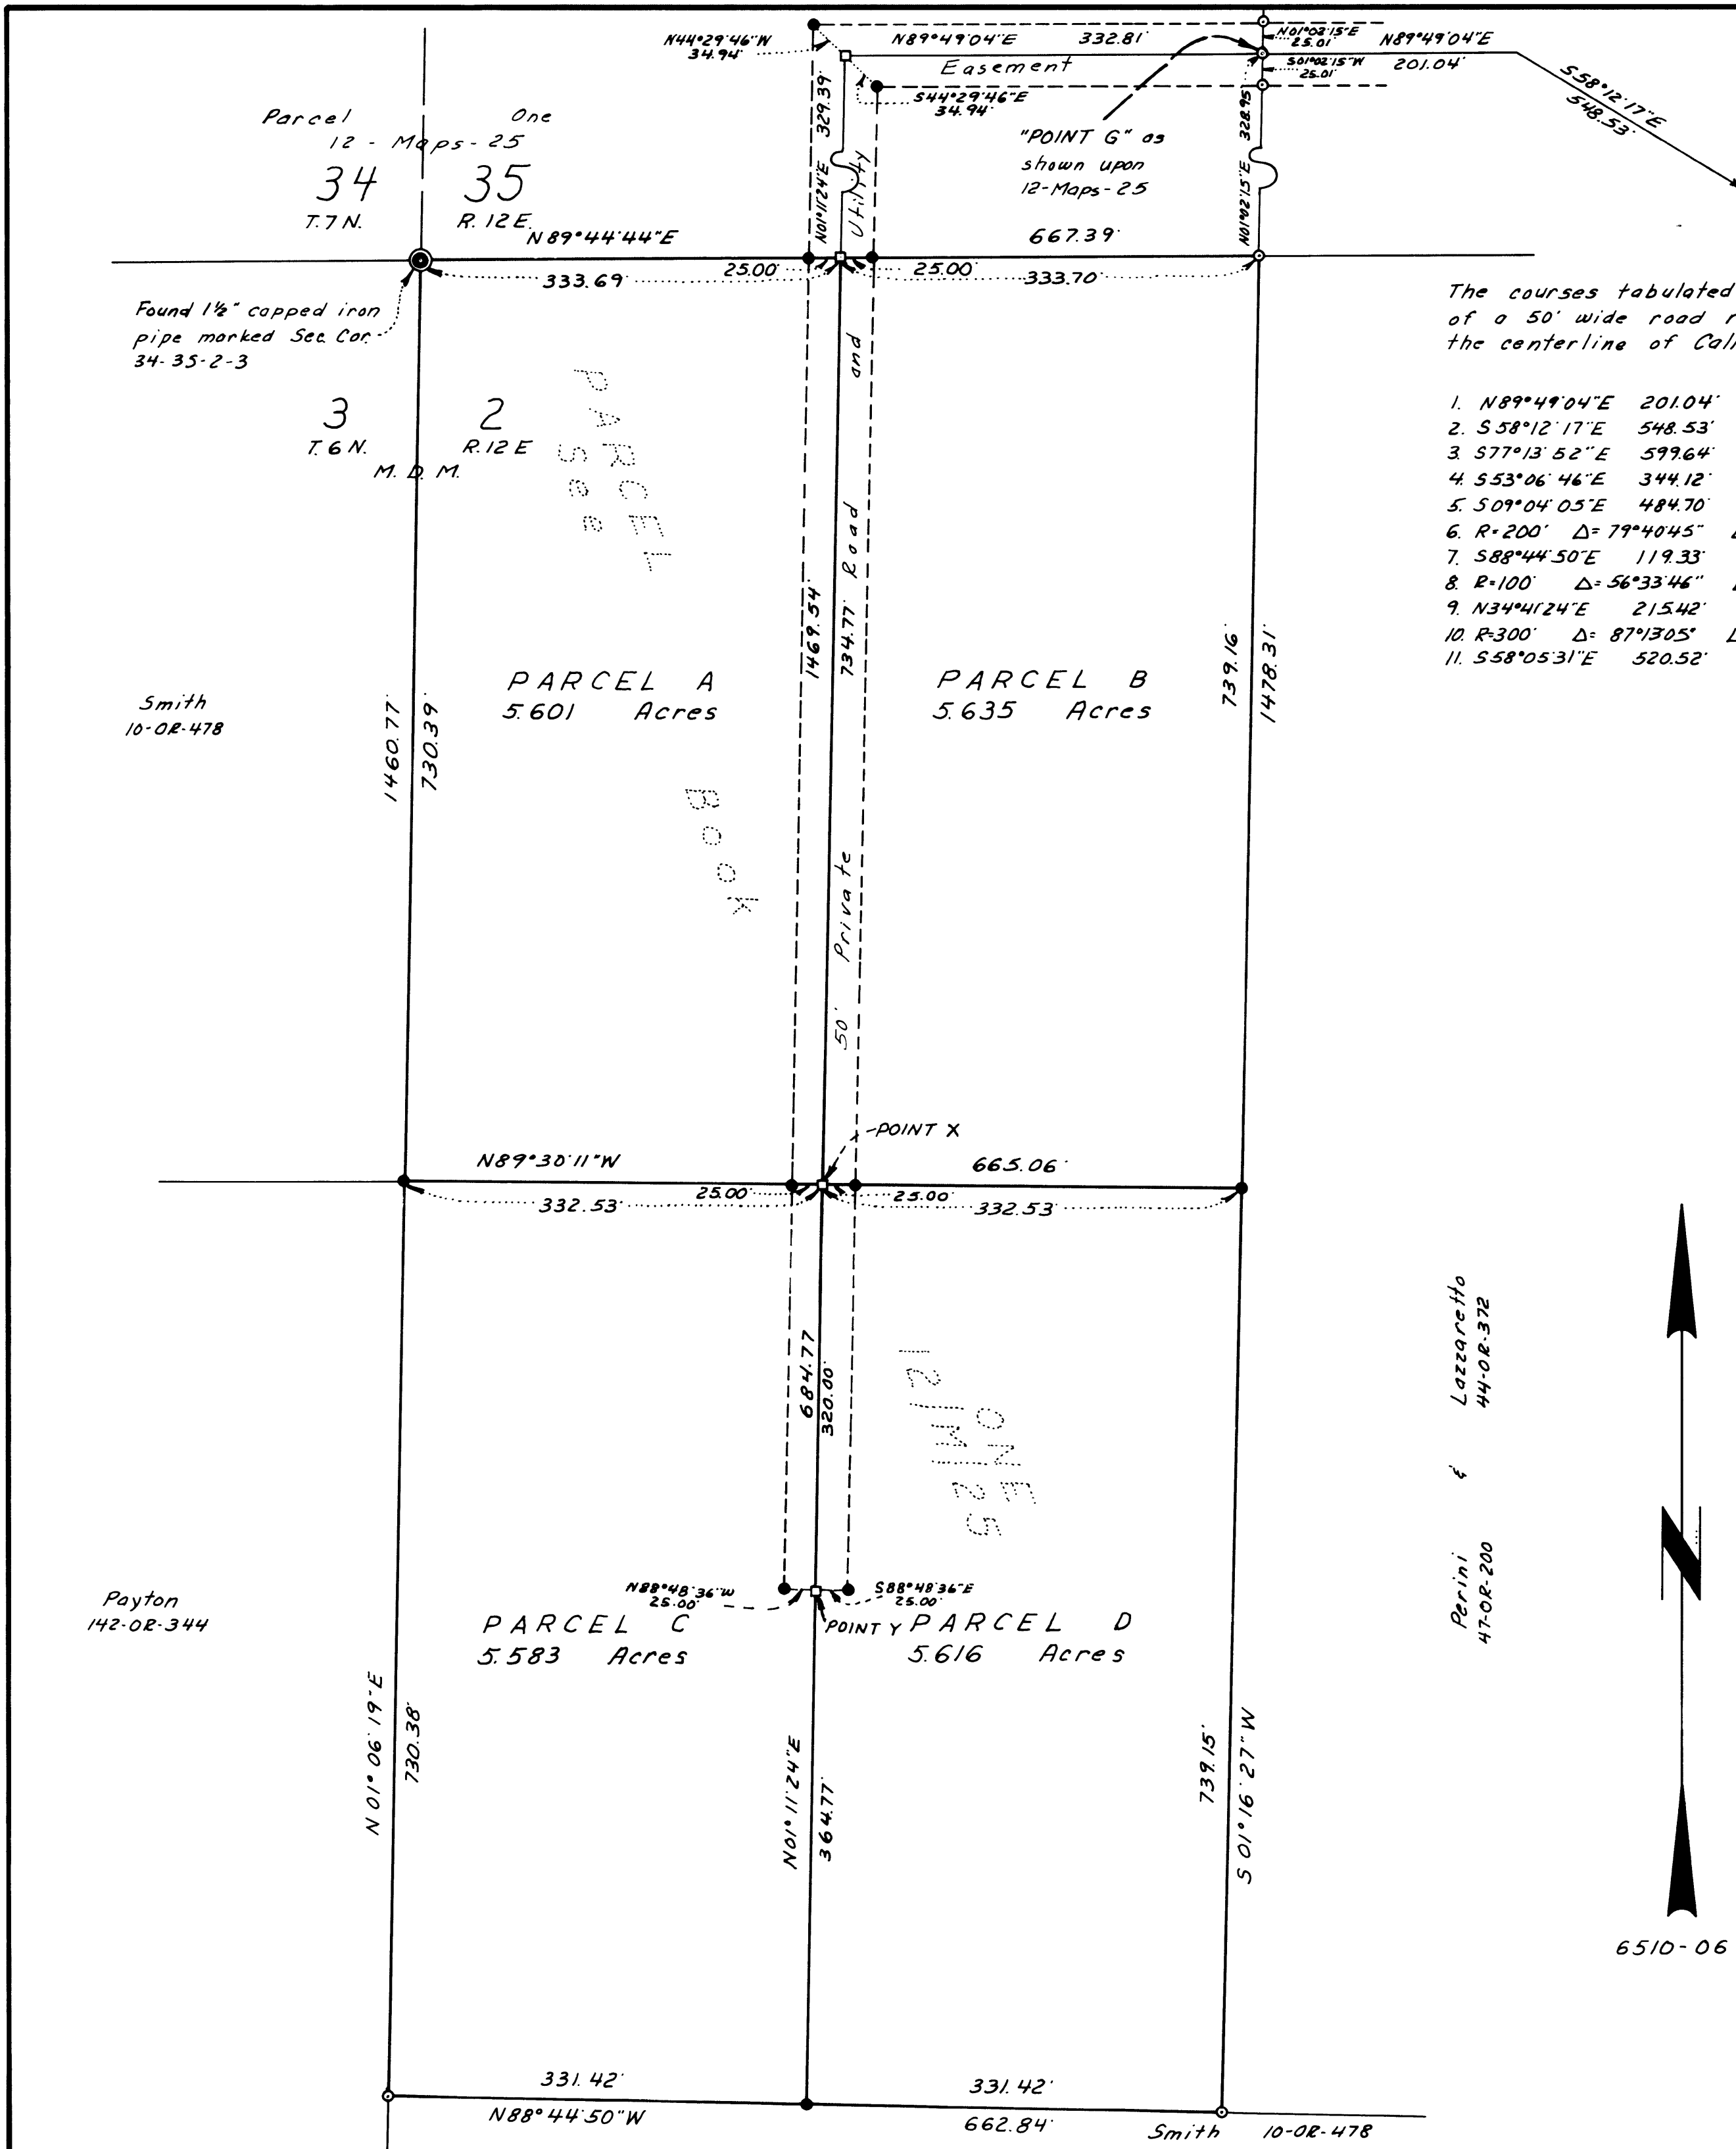 N44°29'46"W
34.94'
N89°49'04"E 332.81'
N01°02'15"E
25.01'
N89°49'04"E
201.04'
S01°02'15"W
25.01'
Easement
S44°29'46"E
34.94'
S58°12'17"E
548.53'
Parcel One
12 - Maps - 25
34 35
T. 7 N. R. 12 E.
N01°11'24"E 329.39'
Utility
"POINT G" as
shown upon
12-Maps-25
N01°02'15"E 328.95'
N89°44'44"E 667.39'
333.69' 25.00' 25.00' 333.70'
Found 1½" capped iron
pipe marked Sec. Cor.
34-35-2-3
3 2
T. 6 N. R. 12 E
M. D. M.
The courses tabulated
of a 50' wide road r
the centerline of Cal
1. N89°49'04"E 201.04'
2. S58°12'17"E 548.53'
3. S77°13'52"E 599.64'
4. S53°06'46"E 344.12'
5. S09°04'05"E 484.70'
6. R=200' Δ=79°40'45" Δ
7. S88°44'50"E 119.33'
8. R=100' Δ=56°33'46" Δ
9. N34°41'24"E 215.42'
10. R=300' Δ=87°13'05" Δ
11. S58°05'31"E 520.52'
PARCEL
See
Book
and
Road
Private
50'
1469.54'
734.77'
739.16'
1478.31'
PARCEL A
5.601 Acres
PARCEL B
5.635 Acres
Smith
10-OR-478
1460.77'
730.39'
POINT X
N89°30'11"W 665.06'
332.53' 25.00' 25.00' 332.53'
684.77
320.00'
ONE
12/M/25
Perini & Lazzaretto
47-OR-200 44-OR-372
N88°48'36"W
25.00'
S88°48'36"E
25.00'
POINT Y
PARCEL C
5.583 Acres
PARCEL D
5.616 Acres
Payton
142-OR-344
N01°06'19"E
730.38'
N01°11'24"E
364.77'
739.15'
S01°16'27"W
N
6510-06
331.42' 331.42'
N88°44'50"W 662.84'
Smith 10-OR-478